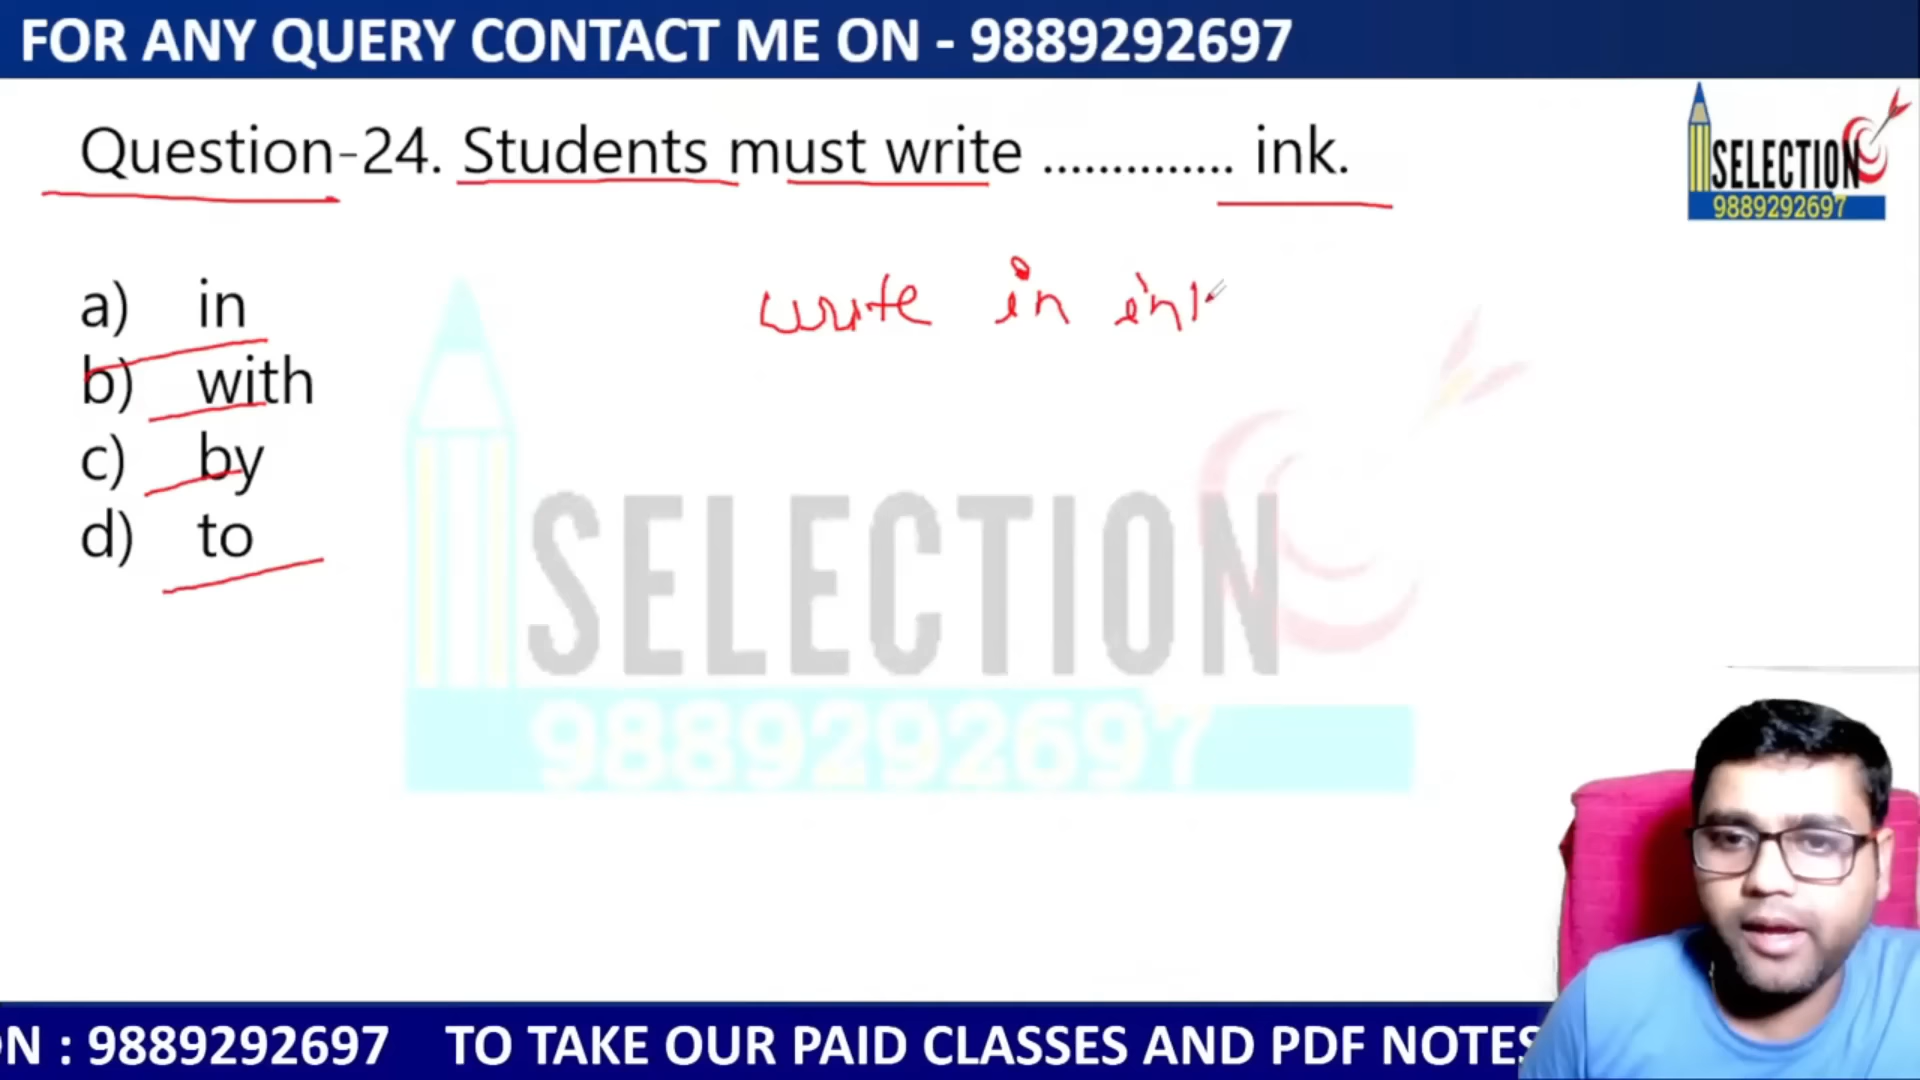 FOR ANY QUERY CONTACT ME ON - 9889292697
Question-24. Students must write .............. ink.
SELECTION
9889292697
write in ink
a) in
b) with
c) by
d) to
SELECTION
9889292697
ON : 9889292697 TO TAKE OUR PAID CLASSES AND PDF NOTES